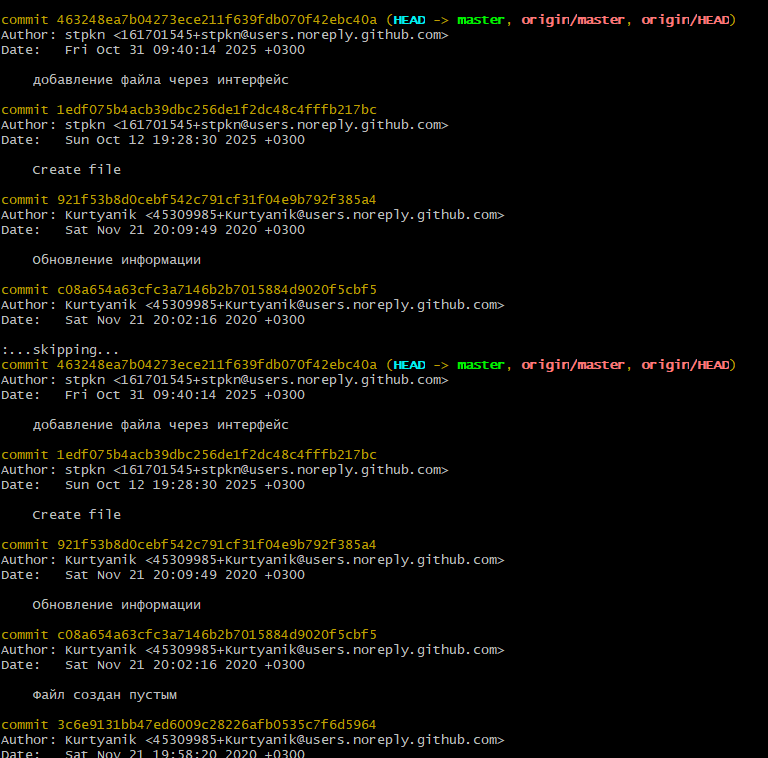 commit 463248ea7b04273ece211f639fdb070f42ebc40a (HEAD -> master, origin/master, origin/HEAD)
Author: stpkn <161701545+stpkn@users.noreply.github.com>
Date:   Fri Oct 31 09:40:14 2025 +0300
добавление файла через интерфейс
commit 1edf075b4acb39dbc256de1f2dc48c4fffb217bc
Author: stpkn <161701545+stpkn@users.noreply.github.com>
Date:   Sun Oct 12 19:28:30 2025 +0300
Create file
commit 921f53b8d0cebf542c791cf31f04e9b792f385a4
Author: Kurtyanik <45309985+Kurtyanik@users.noreply.github.com>
Date:   Sat Nov 21 20:09:49 2020 +0300
Обновление информации
commit c08a654a63cfc3a7146b2b7015884d9020f5cbf5
Author: Kurtyanik <45309985+Kurtyanik@users.noreply.github.com>
Date:   Sat Nov 21 20:02:16 2020 +0300
:...skipping...
commit 463248ea7b04273ece211f639fdb070f42ebc40a (HEAD -> master, origin/master, origin/HEAD)
Author: stpkn <161701545+stpkn@users.noreply.github.com>
Date:   Fri Oct 31 09:40:14 2025 +0300
добавление файла через интерфейс
commit 1edf075b4acb39dbc256de1f2dc48c4fffb217bc
Author: stpkn <161701545+stpkn@users.noreply.github.com>
Date:   Sun Oct 12 19:28:30 2025 +0300
Create file
commit 921f53b8d0cebf542c791cf31f04e9b792f385a4
Author: Kurtyanik <45309985+Kurtyanik@users.noreply.github.com>
Date:   Sat Nov 21 20:09:49 2020 +0300
Обновление информации
commit c08a654a63cfc3a7146b2b7015884d9020f5cbf5
Author: Kurtyanik <45309985+Kurtyanik@users.noreply.github.com>
Date:   Sat Nov 21 20:02:16 2020 +0300
Файл создан пустым
commit 3c6e9131bb47ed6009c28226afb0535c7f6d5964
Author: Kurtyanik <45309985+Kurtyanik@users.noreply.github.com>
Date:   Sat Nov 21 19:58:20 2020 +0300